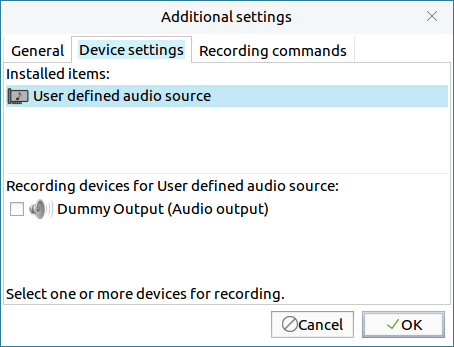 Additional settings
General Device settings Recording commands
Installed items:
User defined audio source
Recording devices for User defined audio source:
Dummy Output (Audio output)
Select one or more devices for recording.
Cancel OK